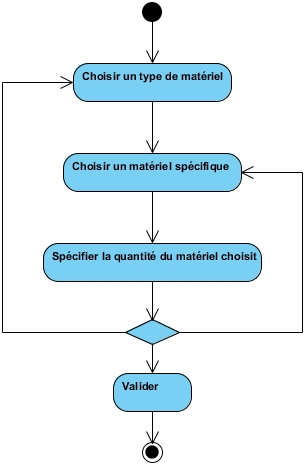 Choisir un type de matériel
Choisir un matériel spécifique
Spécifier la quantité du matériel choisit
Valider